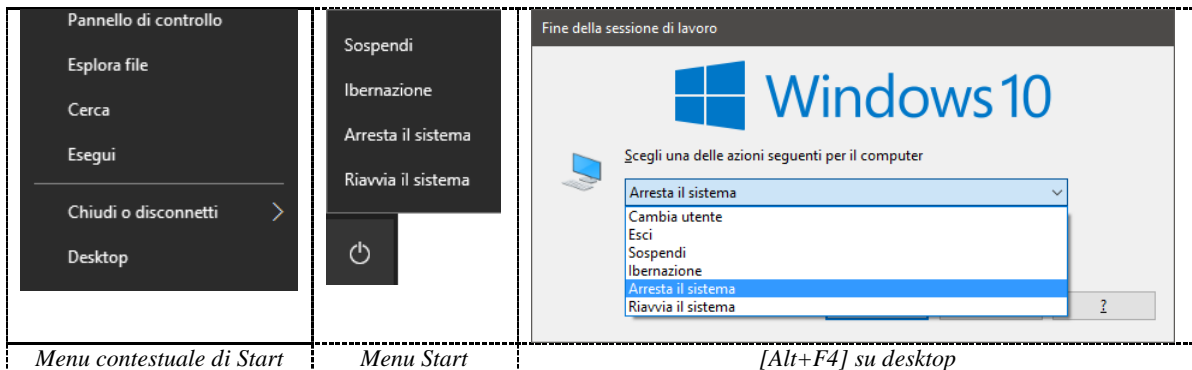 Pannello di controllo
Esplora file
Cerca
Esegui
Chiudi o disconnetti
Desktop
Menu contestuale di Start
Sospendi
Ibernazione
Arresta il sistema
Riavvia il sistema
Menu Start
Fine della sessione di lavoro
Windows 10
Scegli una delle azioni seguenti per il computer
Arresta il sistema
Cambia utente
Esci
Sospendi
Ibernazione
Arresta il sistema
Riavvia il sistema
?
[Alt+F4] su desktop